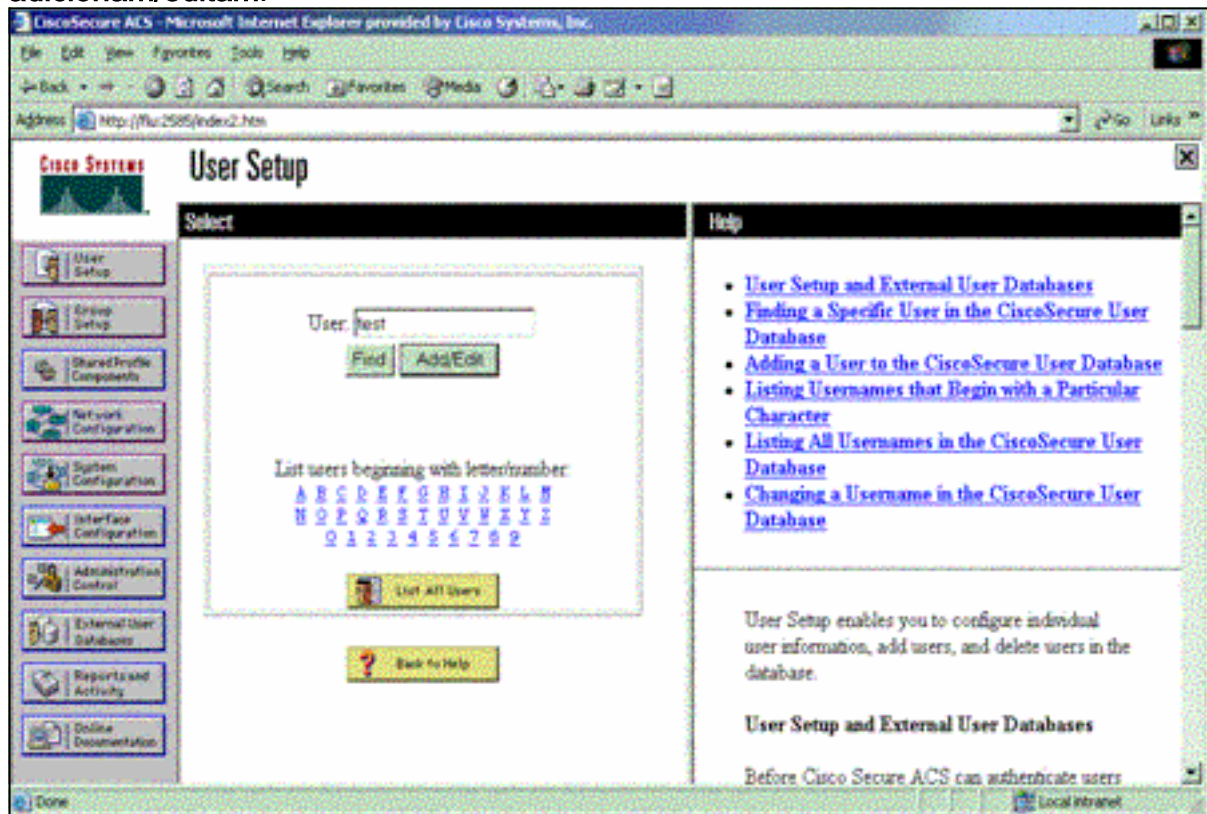 adicionam/editam.
CiscoSecure ACS - Microsoft Internet Explorer provided by Cisco Systems, Inc.
File Edit View Favorites Tools Help
Back Search Favorites Media
Address http://flu:2585/index2.htm Go Links
Cisco Systems
User Setup
Select
Help
User Setup
Group Setup
Shared Profile Components
Network Configuration
System Configuration
Interface Configuration
Administration Control
External User Databases
Reports and Activity
Online Documentation
User: test
Find Add/Edit
List users beginning with letter/number:
A B C D E F G H I J K L M
N O P Q R S T U V W X Y Z
0 1 2 3 4 5 6 7 8 9
List All Users
Back to Help
User Setup and External User Databases
Finding a Specific User in the CiscoSecure User
Database
Adding a User to the CiscoSecure User Database
Listing Usernames that Begin with a Particular
Character
Listing All Usernames in the CiscoSecure User
Database
Changing a Username in the CiscoSecure User
Database
User Setup enables you to configure individual
user information, add users, and delete users in the
database.
User Setup and External User Databases
Before Cisco Secure ACS can authenticate users
Done
Local intranet